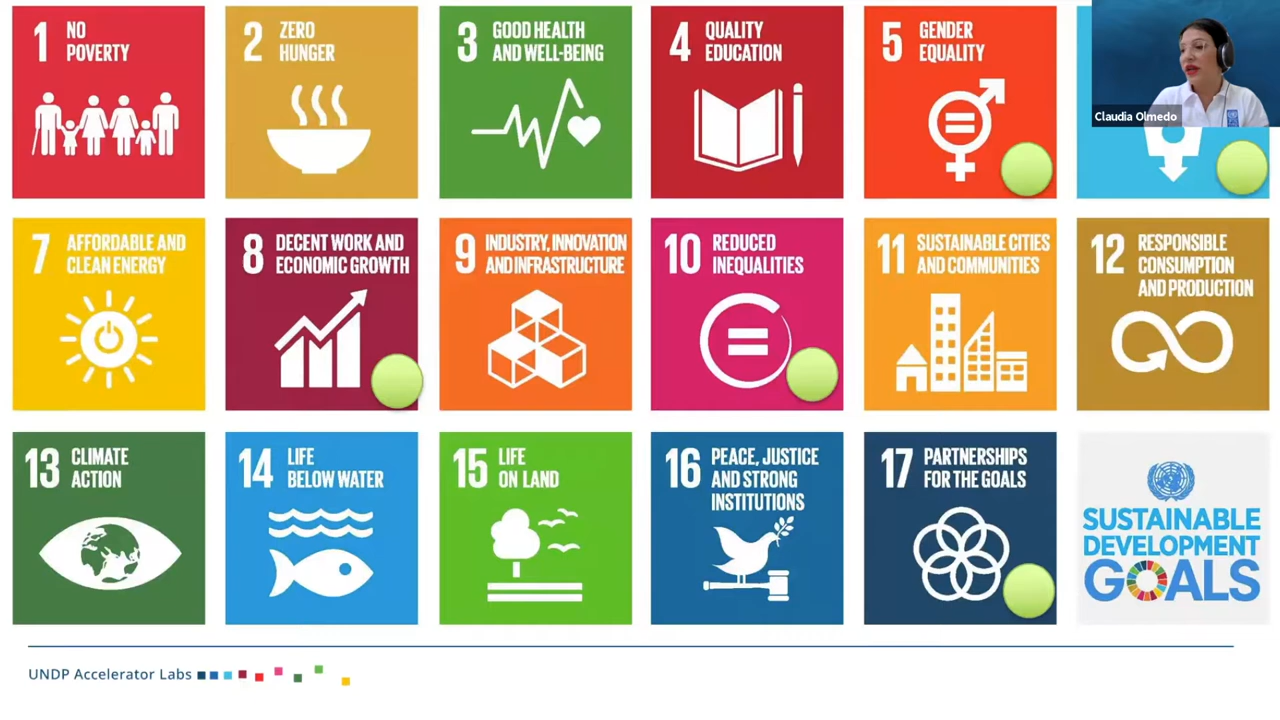 1 NO
POVERTY
2 ZERO
HUNGER
3 GOOD HEALTH
AND WELL-BEING
4 QUALITY
EDUCATION
5 GENDER
EQUALITY
Claudia Olmedo
7 AFFORDABLE AND
CLEAN ENERGY
8 DECENT WORK AND
ECONOMIC GROWTH
9 INDUSTRY, INNOVATION
AND INFRASTRUCTURE
10 REDUCED
INEQUALITIES
11 SUSTAINABLE CITIES
AND COMMUNITIES
12 RESPONSIBLE
CONSUMPTION
AND PRODUCTION
13 CLIMATE
ACTION
14 LIFE
BELOW WATER
15 LIFE
ON LAND
16 PEACE, JUSTICE
AND STRONG
INSTITUTIONS
17 PARTNERSHIPS
FOR THE GOALS
SUSTAINABLE
DEVELOPMENT
GOALS
UNDP Accelerator Labs